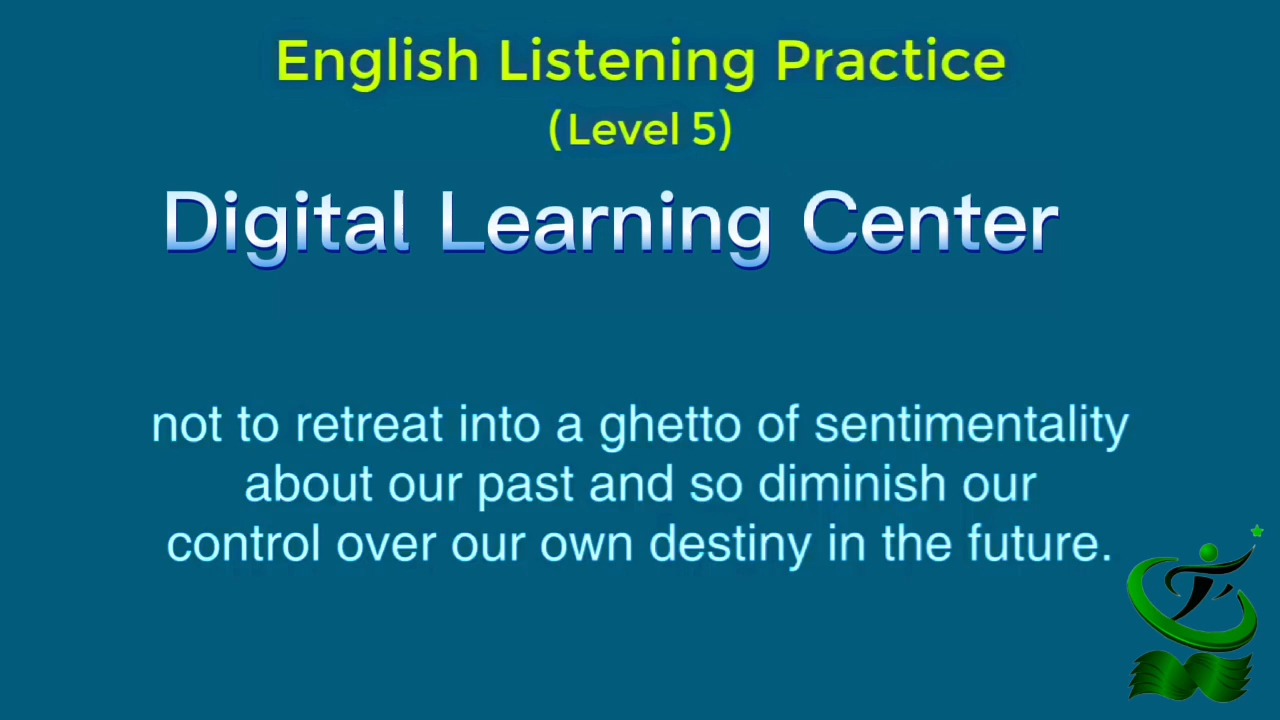 English Listening Practice
(Level 5)
Digital Learning Center
not to retreat into a ghetto of sentimentality
about our past and so diminish our
control over our own destiny in the future.